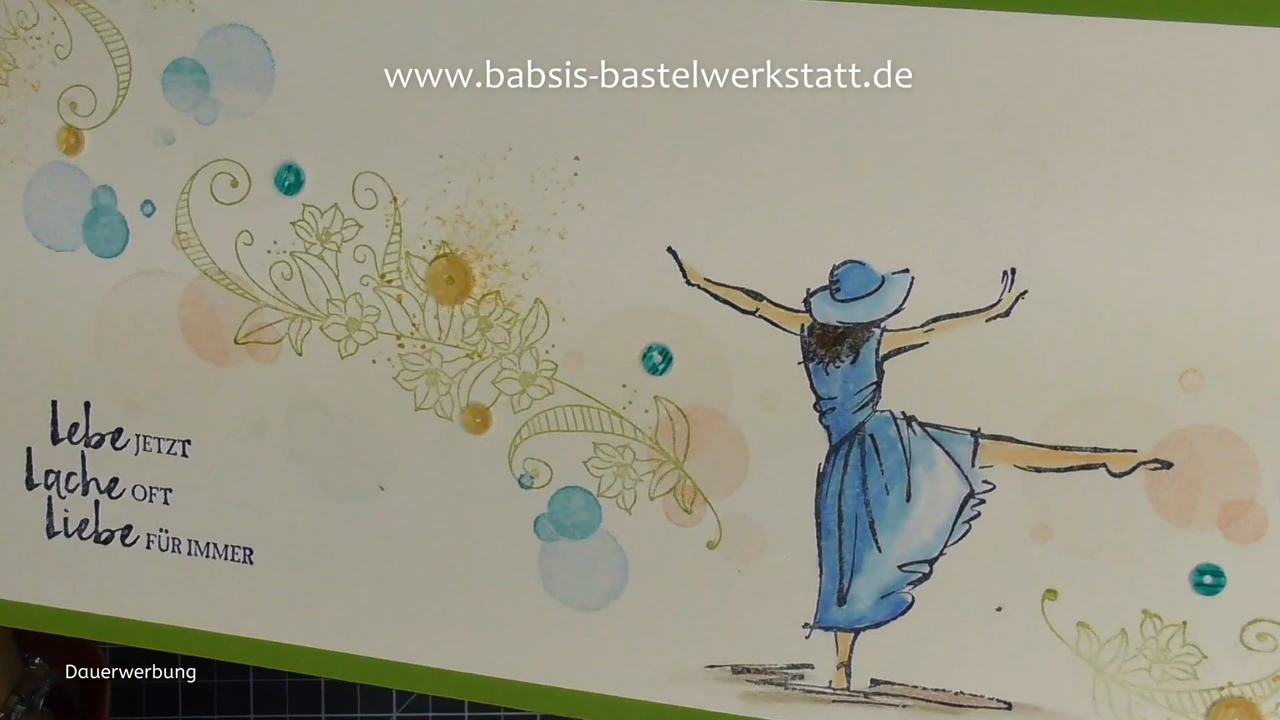 www.babsis-bastelwerkstatt.de
Lebe JETZT
Lache OFT
Liebe FÜR IMMER
Dauerwerbung